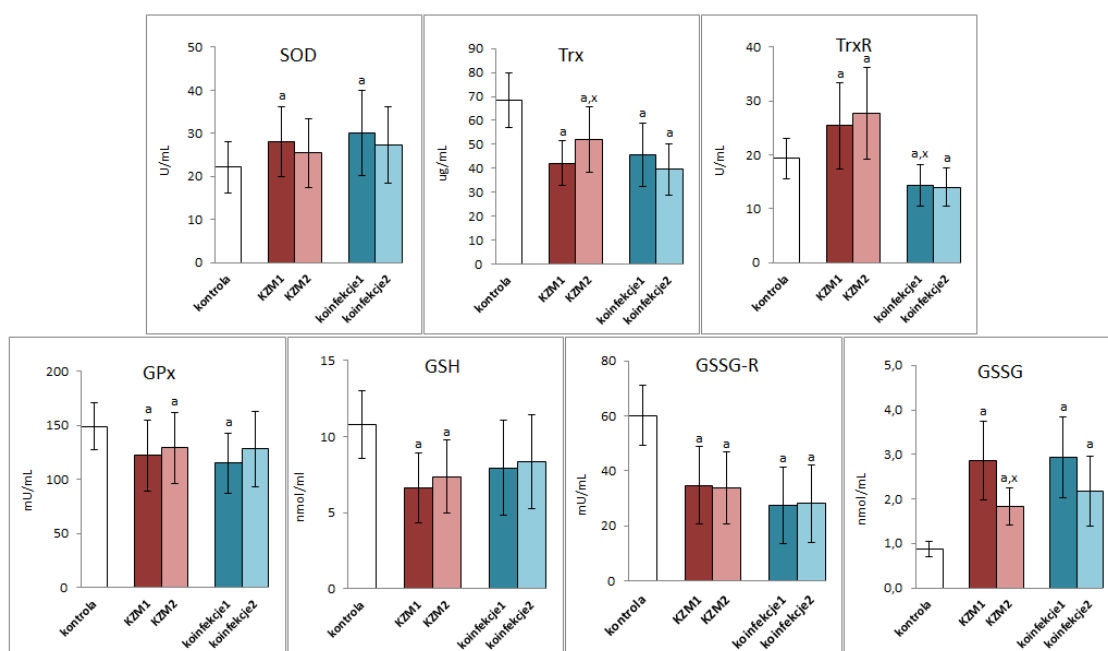 SOD
U/mL
50
40
30
20
10
0
a
a
kontrola
KZM1
KZM2
koinfekcje1
koinfekcje2
Trx
ug/mL
90
80
70
60
50
40
30
20
10
0
a
a,x
a
a
kontrola
KZM1
KZM2
koinfekcje1
koinfekcje2
TrxR
U/mL
40
30
20
10
0
a
a
a,x
a
kontrola
KZM1
KZM2
koinfekcje1
koinfekcje2
GPx
mU/mL
200
150
100
50
0
a
a
a
kontrola
KZM1
KZM2
koinfekcje1
koinfekcje2
GSH
nmol/ml
15
10
5
0
a
a
kontrola
KZM1
KZM2
koinfekcje1
koinfekcje2
GSSG-R
mU/mL
80
60
40
20
0
a
a
a
a
kontrola
KZM1
KZM2
koinfekcje1
koinfekcje2
GSSG
nmol/mL
5,0
4,0
3,0
2,0
1,0
0,0
a
a,x
a
a
kontrola
KZM1
KZM2
koinfekcje1
koinfekcje2